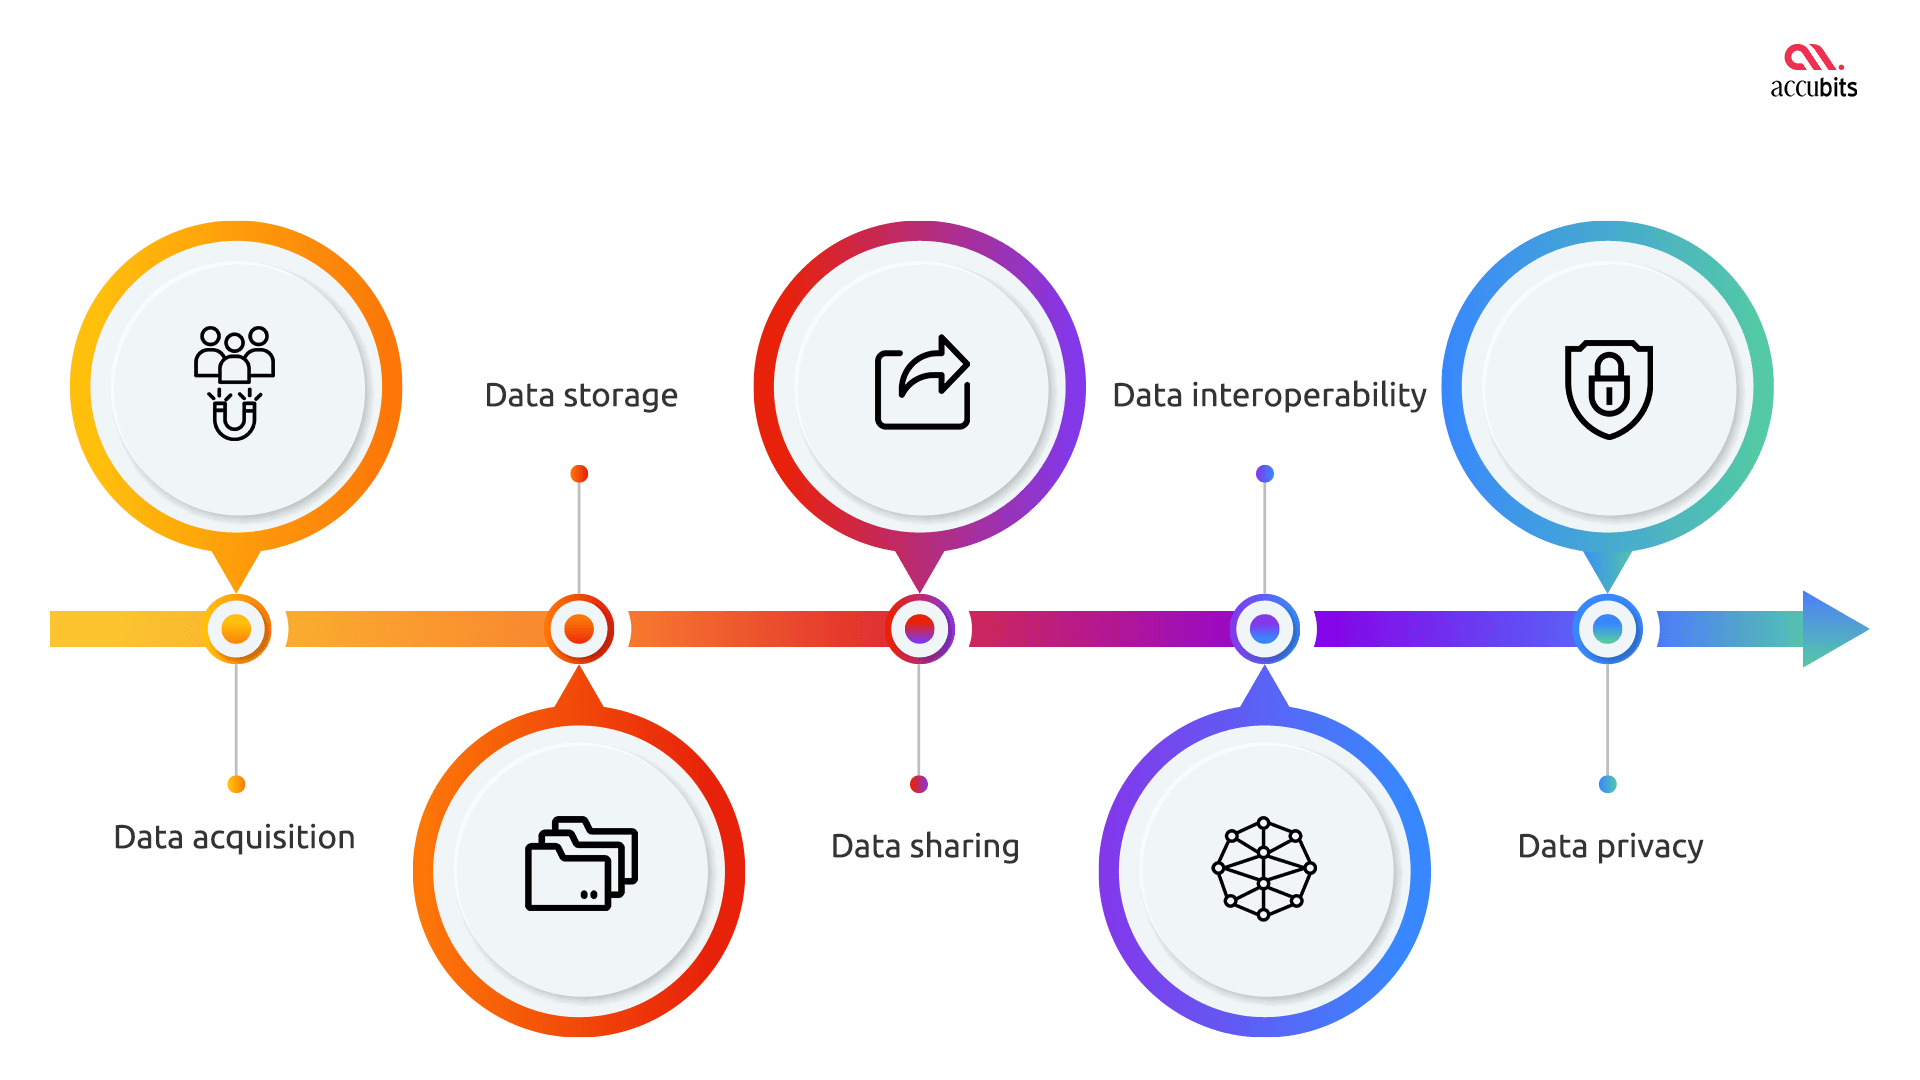 accubits
Data storage
Data interoperability
Data acquisition
Data sharing
Data privacy